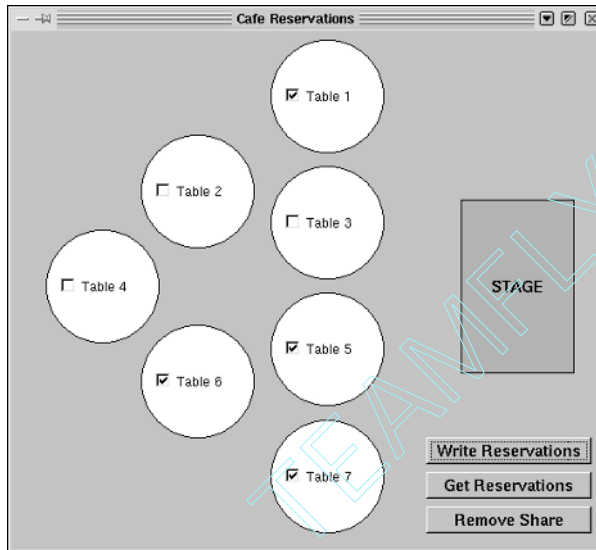 Cafe Reservations
Table 1
Table 2
Table 3
Table 4
STAGE
Table 5
Table 6
Table 7
Write Reservations
Get Reservations
Remove Share
TEAMFLY